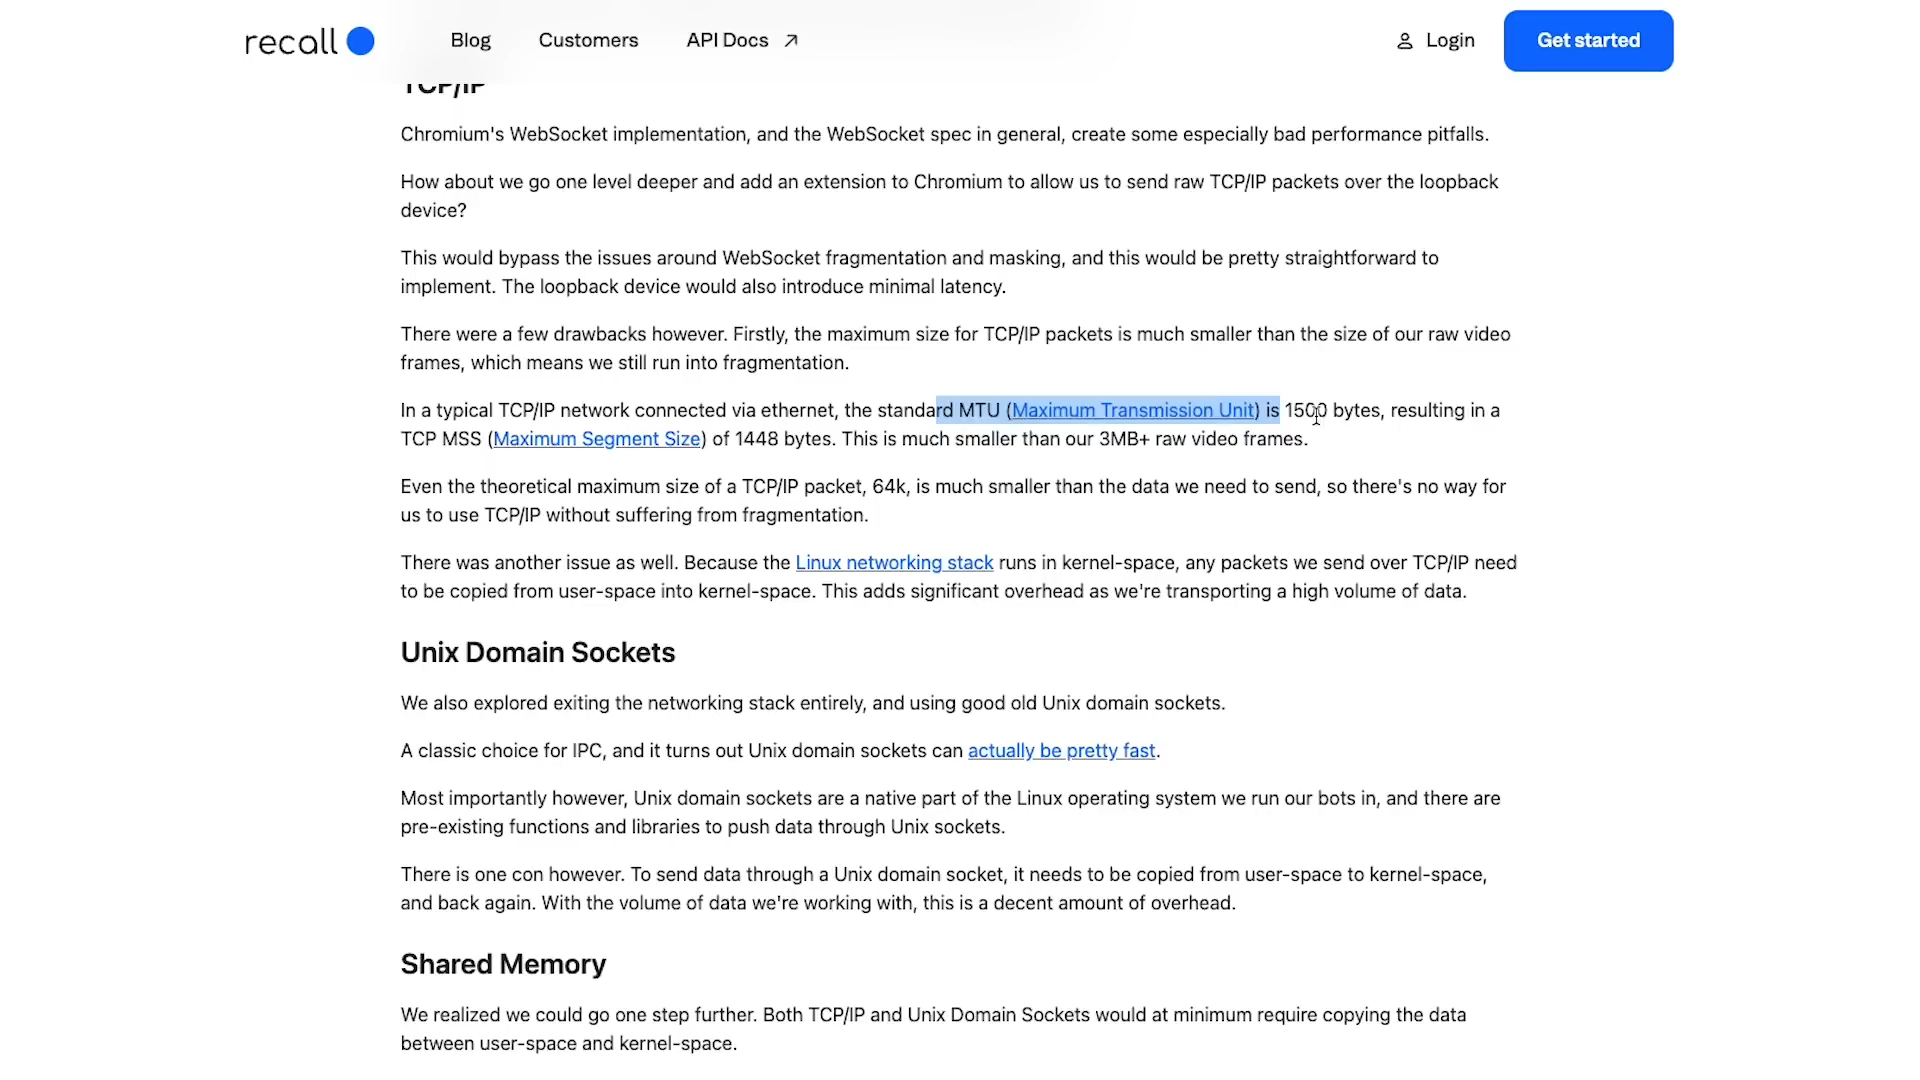 recall
Blog
Customers
API Docs
Login
Get started
TCP/IP
Chromium's WebSocket implementation, and the WebSocket spec in general, create some especially bad performance pitfalls.
How about we go one level deeper and add an extension to Chromium to allow us to send raw TCP/IP packets over the loopback
device?
This would bypass the issues around WebSocket fragmentation and masking, and this would be pretty straightforward to
implement. The loopback device would also introduce minimal latency.
There were a few drawbacks however. Firstly, the maximum size for TCP/IP packets is much smaller than the size of our raw video
frames, which means we still run into fragmentation.
In a typical TCP/IP network connected via ethernet, the standard MTU (Maximum Transmission Unit) is 1500 bytes, resulting in a
TCP MSS (Maximum Segment Size) of 1448 bytes. This is much smaller than our 3MB+ raw video frames.
Even the theoretical maximum size of a TCP/IP packet, 64k, is much smaller than the data we need to send, so there's no way for
us to use TCP/IP without suffering from fragmentation.
There was another issue as well. Because the Linux networking stack runs in kernel-space, any packets we send over TCP/IP need
to be copied from user-space into kernel-space. This adds significant overhead as we're transporting a high volume of data.
Unix Domain Sockets
We also explored exiting the networking stack entirely, and using good old Unix domain sockets.
A classic choice for IPC, and it turns out Unix domain sockets can actually be pretty fast.
Most importantly however, Unix domain sockets are a native part of the Linux operating system we run our bots in, and there are
pre-existing functions and libraries to push data through Unix sockets.
There is one con however. To send data through a Unix domain socket, it needs to be copied from user-space to kernel-space,
and back again. With the volume of data we're working with, this is a decent amount of overhead.
Shared Memory
We realized we could go one step further. Both TCP/IP and Unix Domain Sockets would at minimum require copying the data
between user-space and kernel-space.